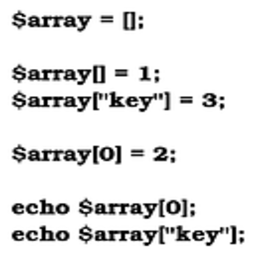 $array = [];
$array[] = 1;
$array["key"] = 3;
$array[0] = 2;
echo $array[0];
echo $array["key"];